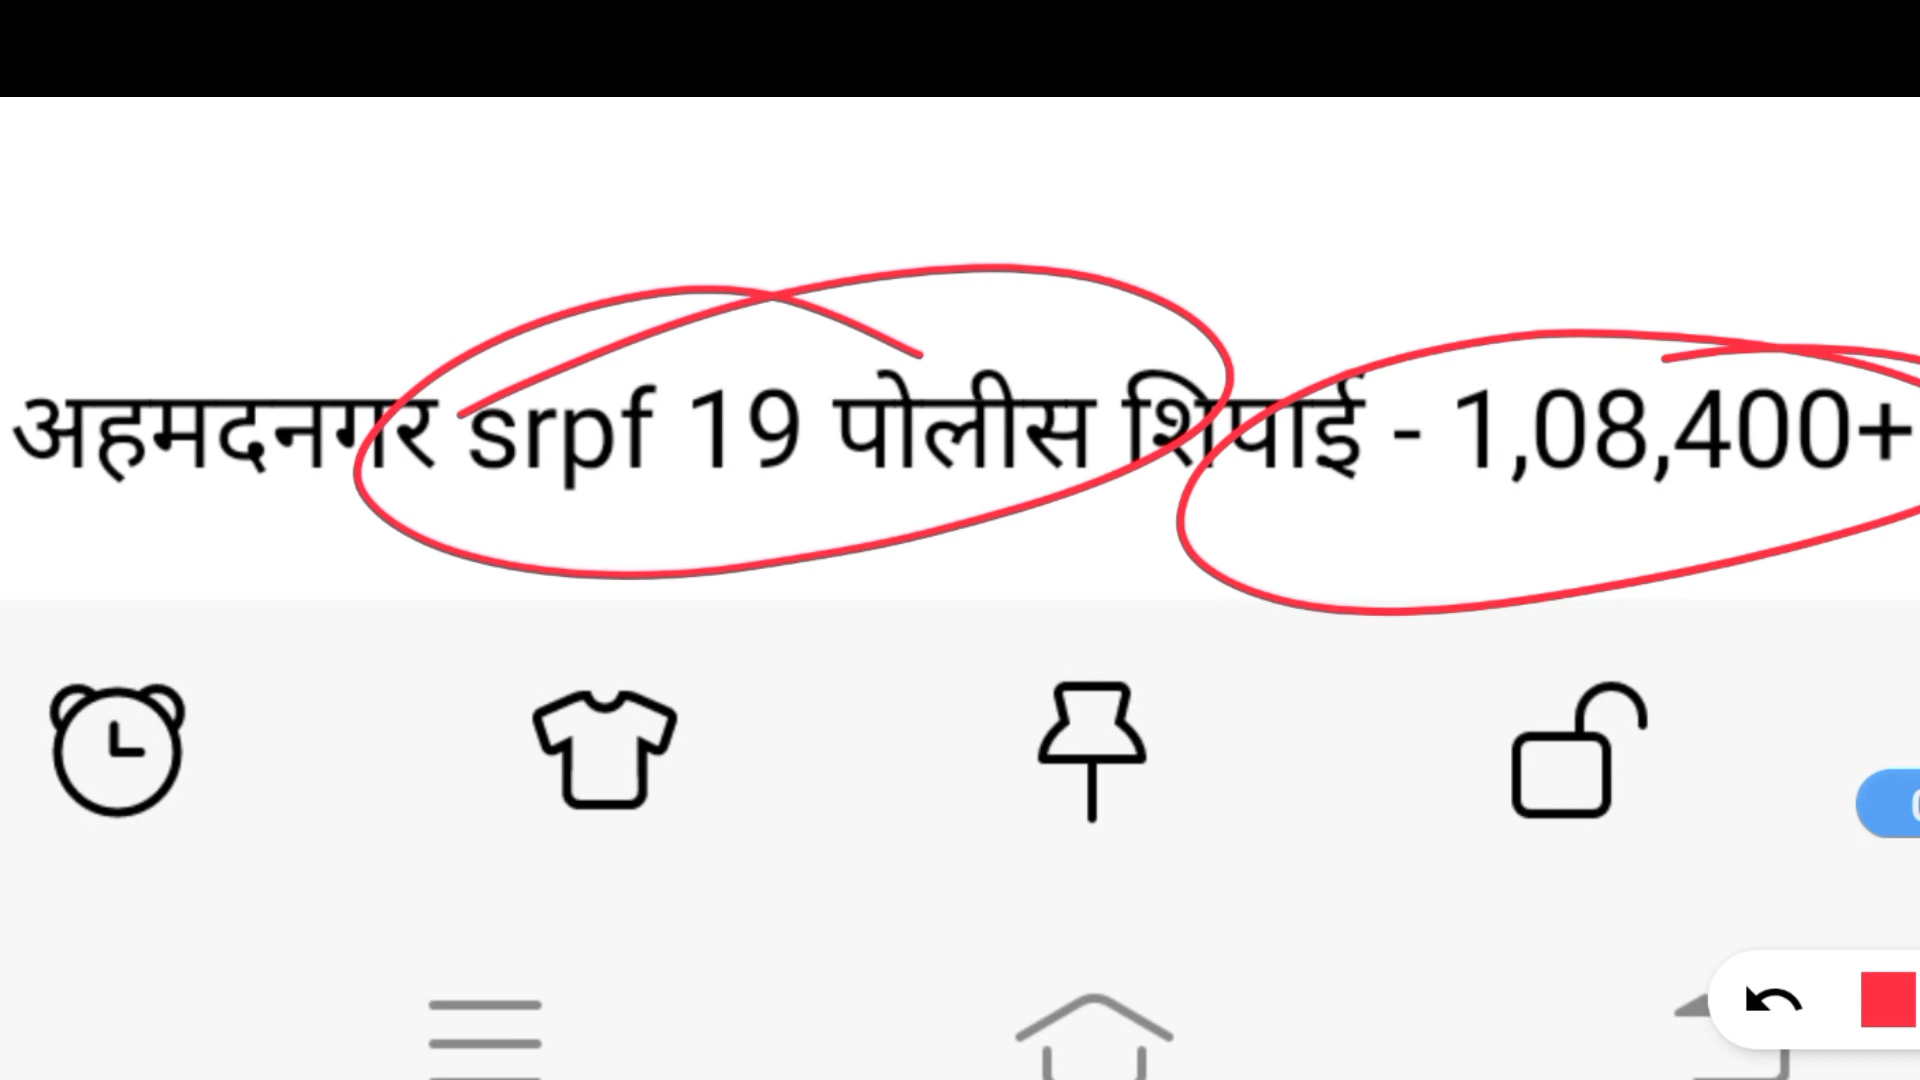 अहमदनगर srpf 19 पोलीस शिपाई - 1,08,400+